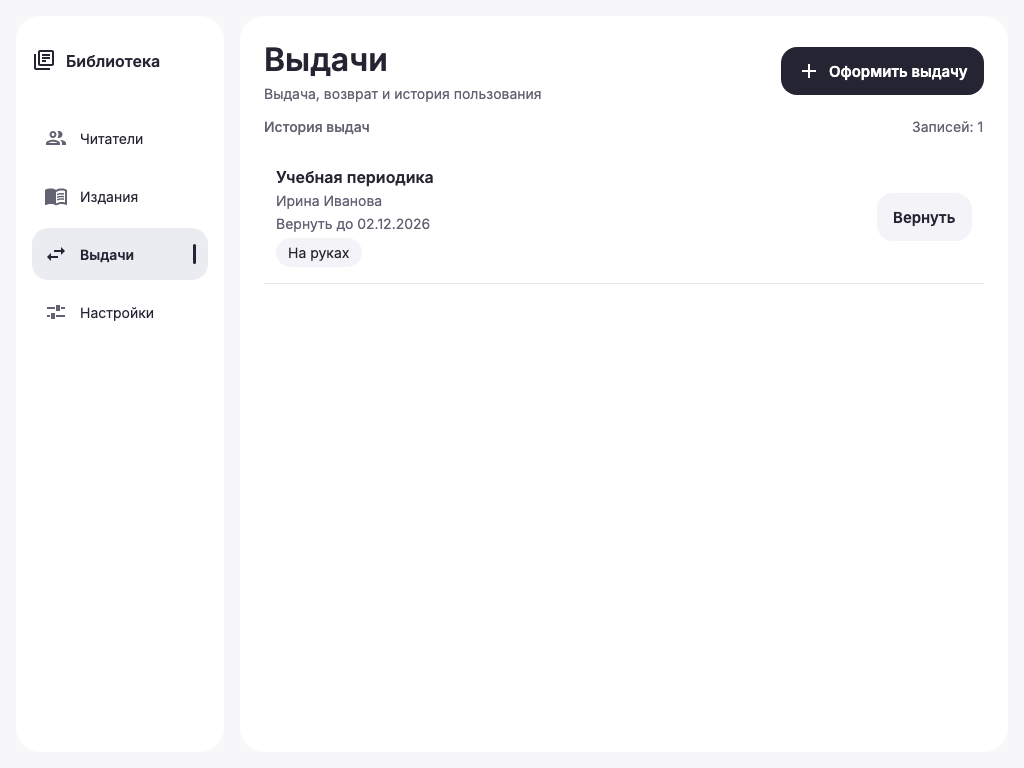 Библиотека
Читатели
Издания
Выдачи
Настройки
Выдачи
Выдача, возврат и история пользования
Оформить выдачу
История выдач
Записей: 1
Учебная периодика
Ирина Иванова
Вернуть до 02.12.2026
На руках
Вернуть